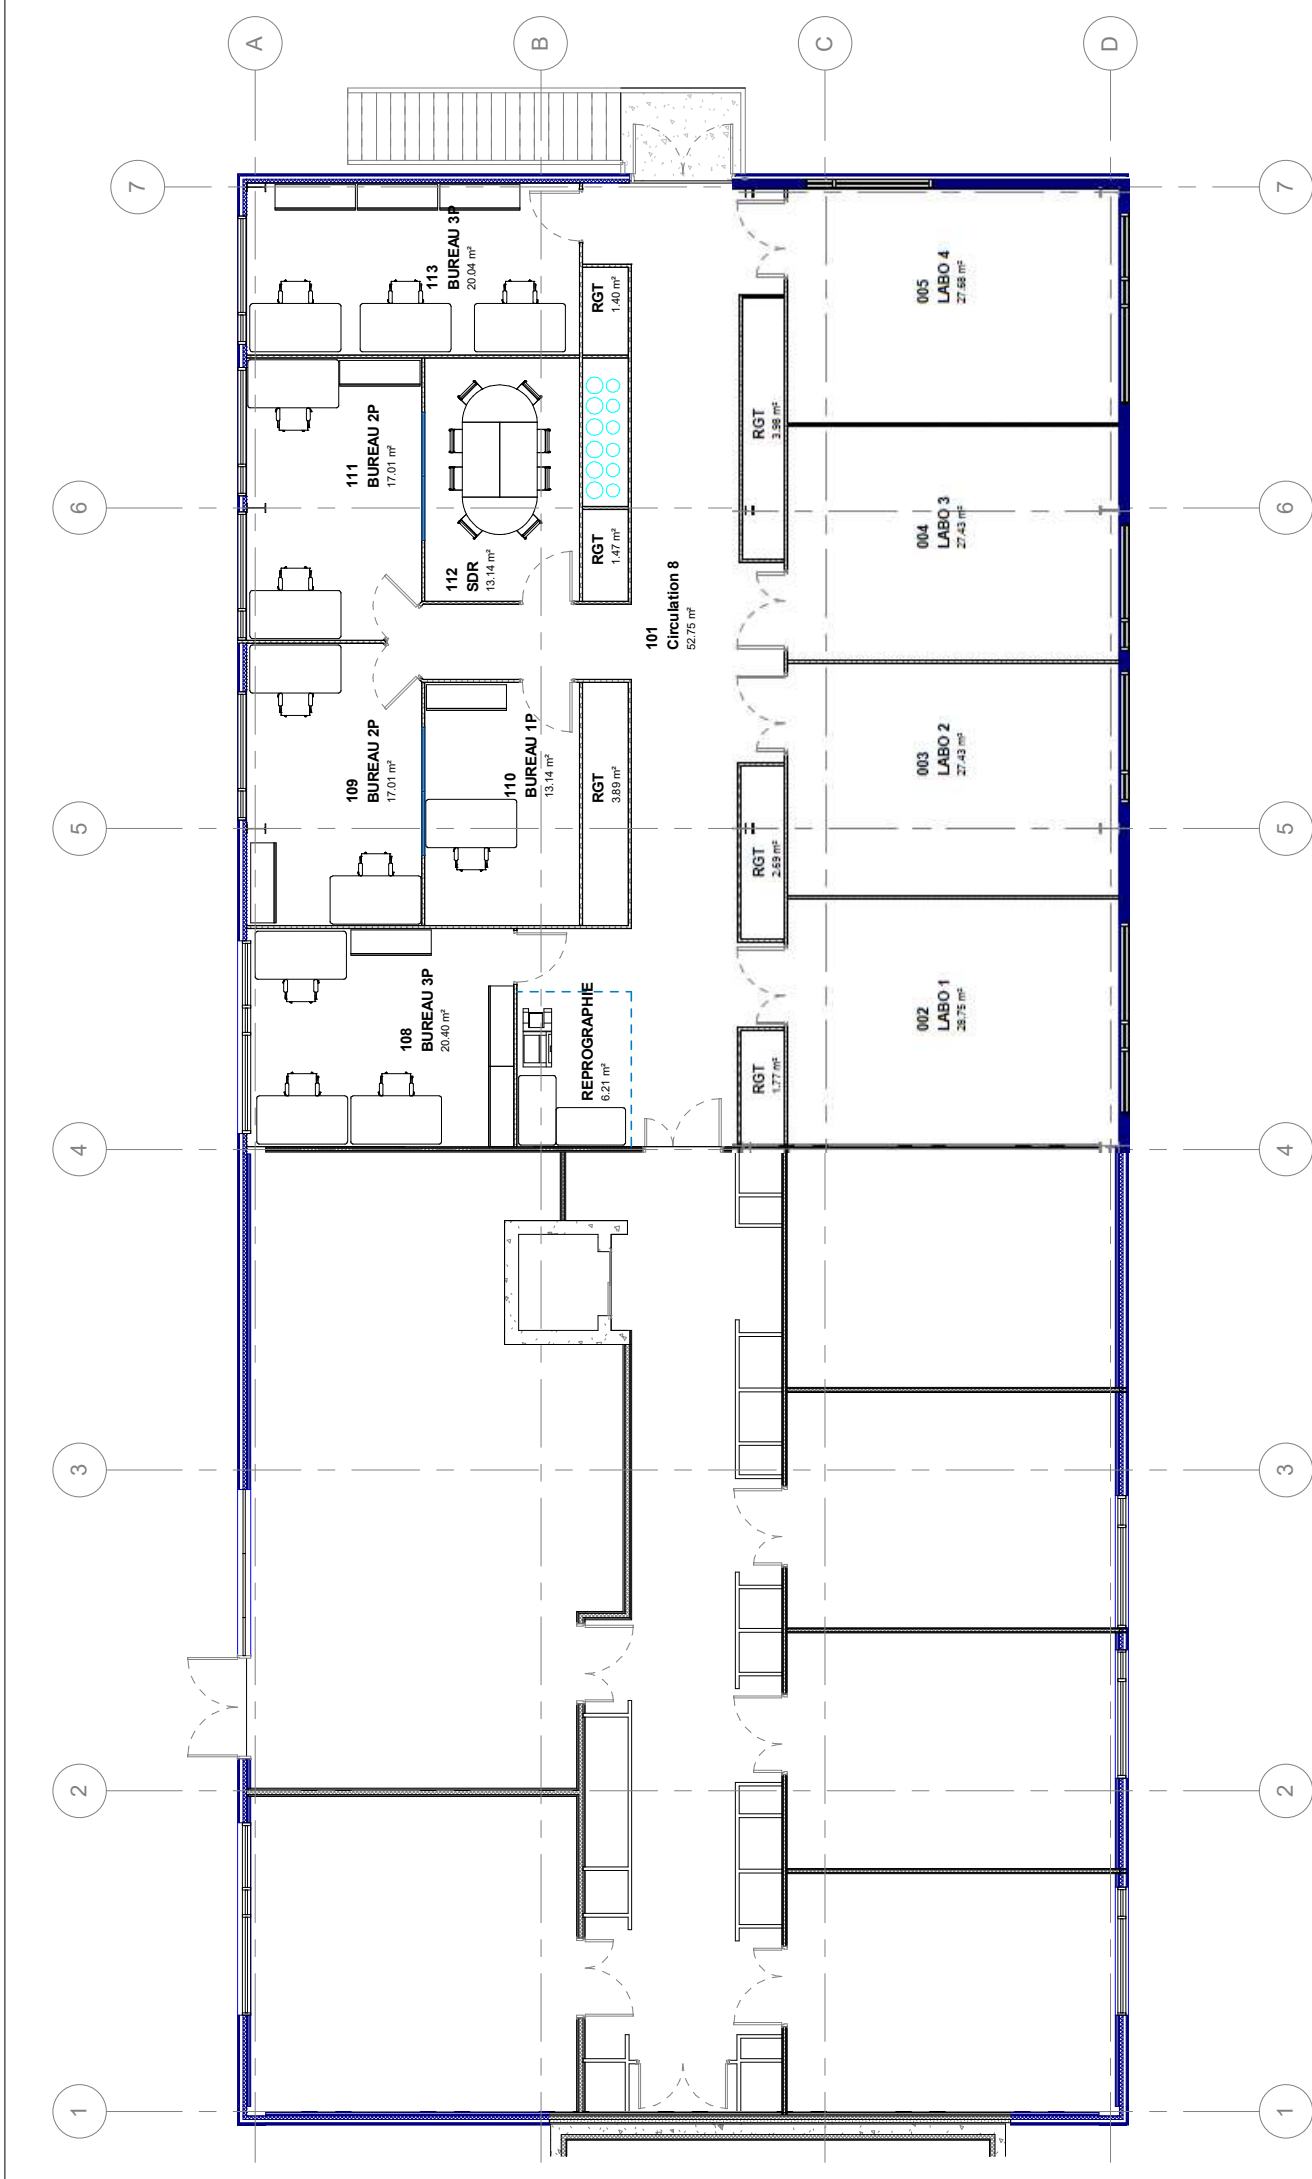 A
B
C
D
7
7
113
BUREAU 3P
20.04 m²
RGT
1.40 m²
005
LABO 4
27.68 m²
111
BUREAU 2P
17.01 m²
RGT
3.98 m²
6
6
112
SDR
13.14 m²
RGT
1.47 m²
004
LABO 3
27.43 m²
101
Circulation 8
52.75 m²
109
BUREAU 2P
17.01 m²
110
BUREAU 1P
13.14 m²
RGT
3.89 m²
003
LABO 2
27.43 m²
5
5
RGT
2.69 m²
108
BUREAU 3P
20.40 m²
REPROGRAPHIE
6.21 m²
RGT
1.77 m²
002
LABO 1
28.75 m²
4
4
3
3
2
2
1
1